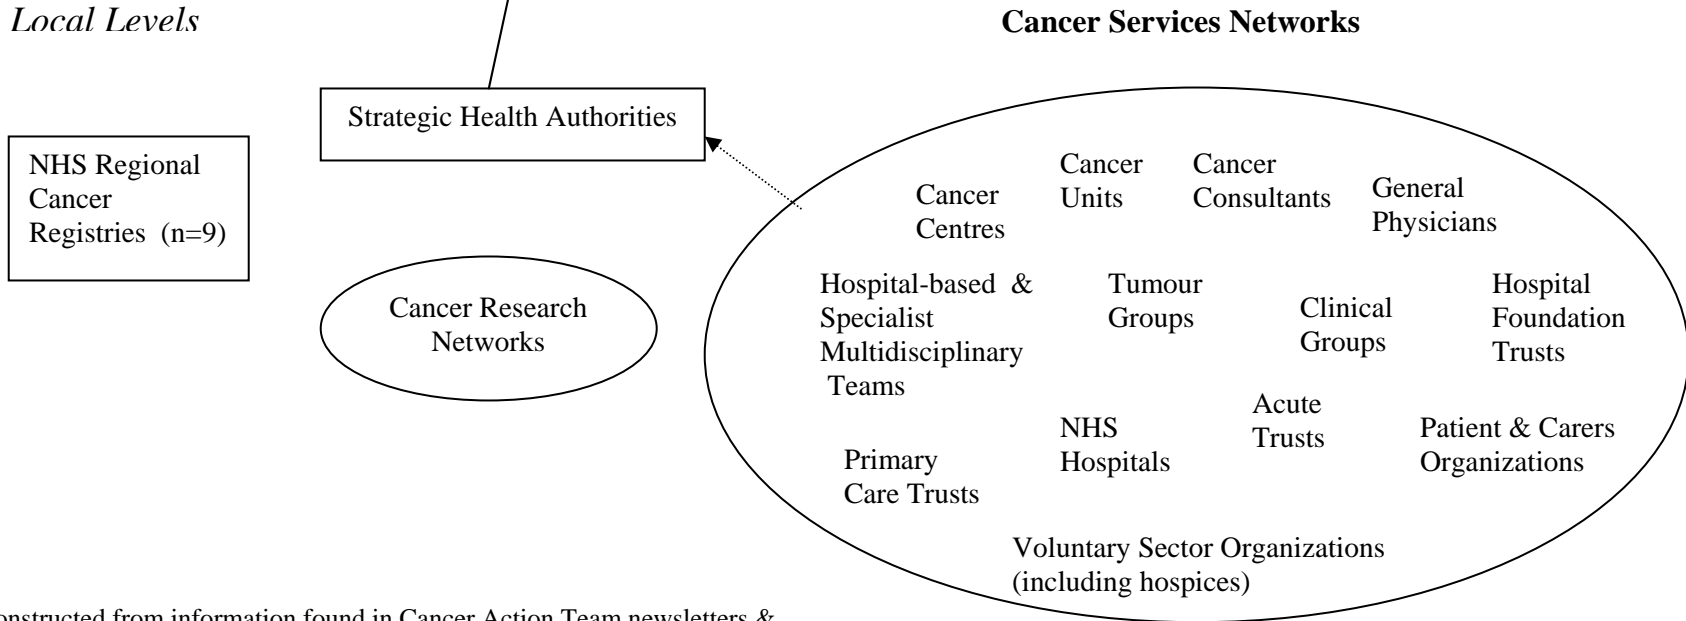 Local Levels
Cancer Services Networks
Strategic Health Authorities
NHS Regional
Cancer
Registries (n=9)
Cancer Research
Networks
Cancer
Centres
Cancer
Units
Cancer
Consultants
General
Physicians
Hospital-based &
Specialist
Multidisciplinary
Teams
Tumour
Groups
Clinical
Groups
Hospital
Foundation
Trusts
Primary
Care Trusts
NHS
Hospitals
Acute
Trusts
Patient & Carers
Organizations
Voluntary Sector Organizations
(including hospices)
onstructed from information found in Cancer Action Team newsletters &